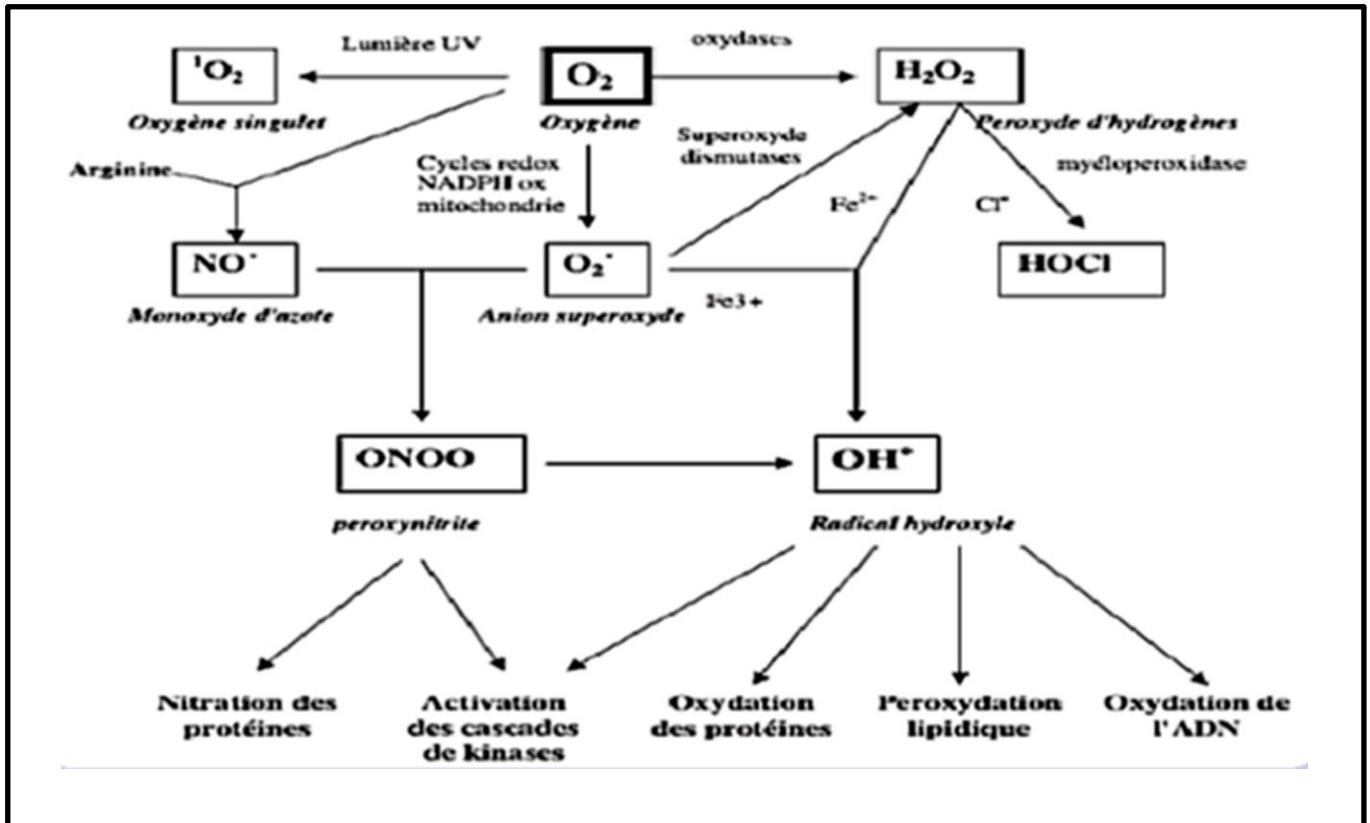 Lumière UV
oxydases
¹O₂
O₂
H₂O₂
Oxygène singulet
Oxygène
Peroxyde d'hydrogènes
Superoxyde
dismutases
Arginine
Cycles redox
NADPH ox
mitochondrie
myéloperoxidase
Fe²⁺
Cl⁻
NO˙
O₂˙
HOCl
Monoxyde d'azote
Anion superoxyde
Fe3+
ONOO
OH•
peroxynitrite
Radical hydroxyle
Nitration des
protéines
Activation
des cascades
de kinases
Oxydation
des protéines
Peroxydation
lipidique
Oxydation de
l'ADN